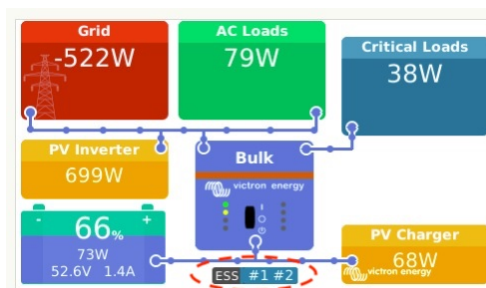 Grid
-522W
AC Loads
79W
Critical Loads
38W
PV Inverter
699W
Bulk
victron energy
- 66% +
73W
52.6V 1.4A
ESS #1 #2
PV Charger
68W
victron energy